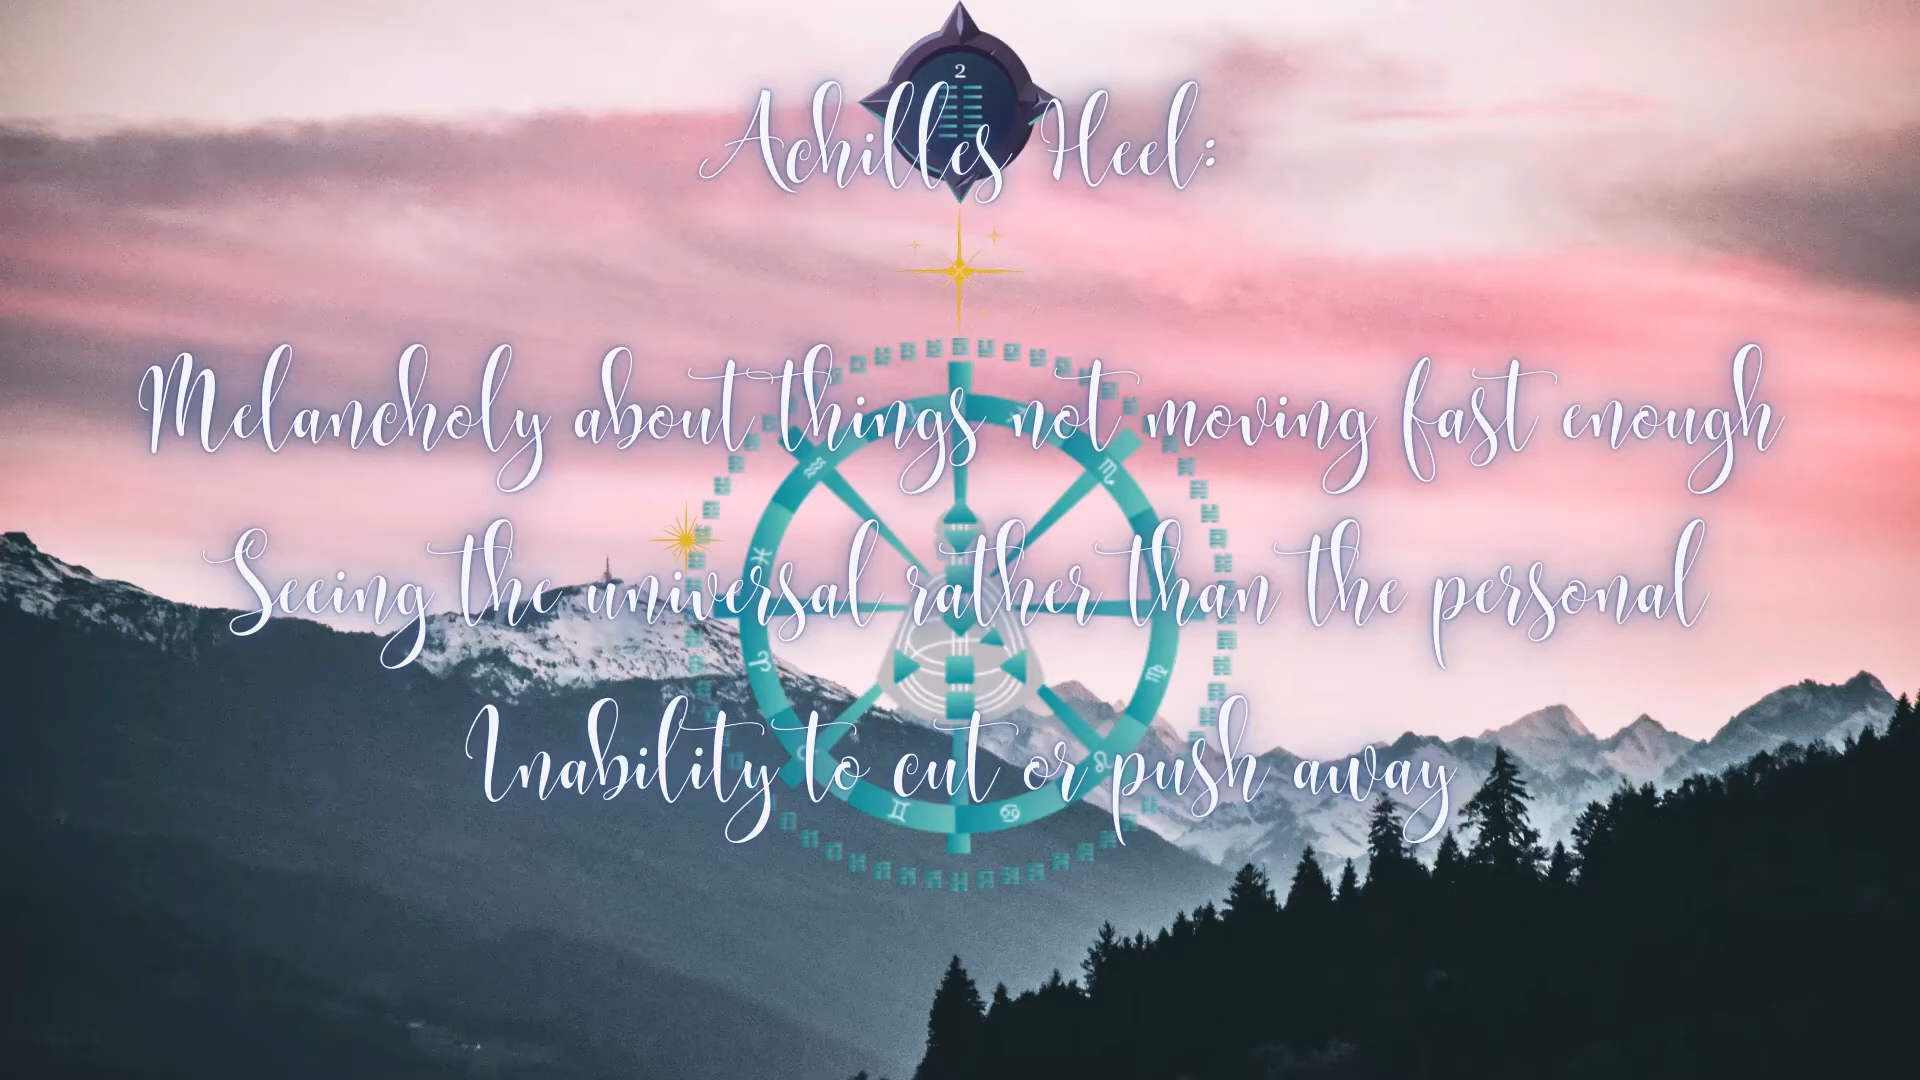 2
Achilles Heel:
Melancholy about things not moving fast enough
Seeing the universal rather than the personal
Inability to cut or push away